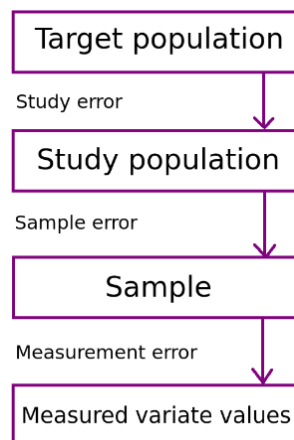 Target population
Study error
Study population
Sample error
Sample
Measurement error
Measured variate values